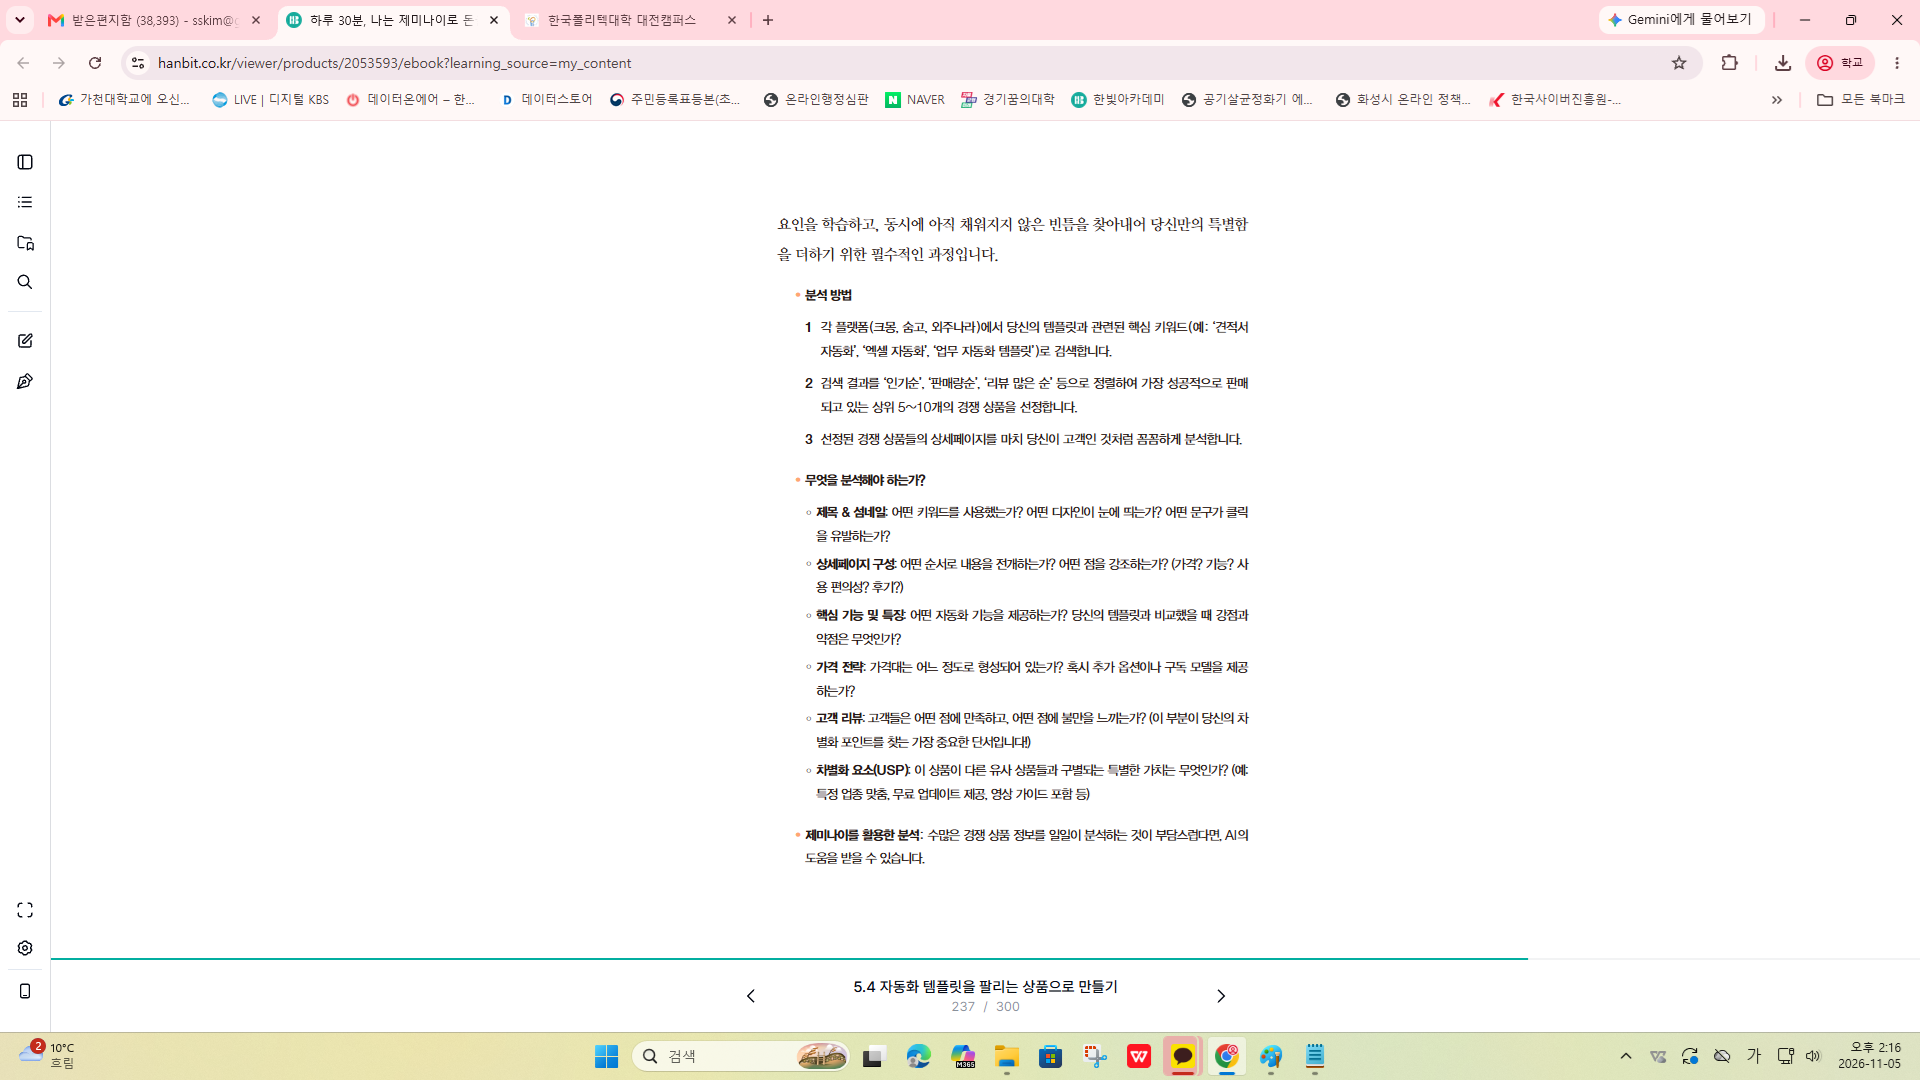 받은편지함 (38,393) - sskim@
하루 30분, 나는 제미나이로 돈
한국폴리텍대학 대전캠퍼스
Gemini에게 물어보기
hanbit.co.kr/viewer/products/2053593/ebook?learning_source=my_content
학교
가천대학교에 오신...
LIVE | 디지털 KBS
데이터온에어 – 한...
데이터스토어
주민등록표등본(초...
온라인행정심판
NAVER
경기꿈의대학
한빛아카데미
공기살균정화기 에...
화성시 온라인 정책...
한국사이버진흥원-...
모든 북마크
요인을 학습하고, 동시에 아직 채워지지 않은 빈틈을 찾아내어 당신만의 특별함
을 더하기 위한 필수적인 과정입니다.
• 분석 방법
1 각 플랫폼(크몽, 숨고, 외주나라)에서 당신의 템플릿과 관련된 핵심 키워드(예: ‘견적서
자동화’, ‘엑셀 자동화’, ‘업무 자동화 템플릿’)로 검색합니다.
2 검색 결과를 ‘인기순’, ‘판매량순’, ‘리뷰 많은 순’ 등으로 정렬하여 가장 성공적으로 판매
되고 있는 상위 5~10개의 경쟁 상품을 선정합니다.
3 선정된 경쟁 상품들의 상세페이지를 마치 당신이 고객인 것처럼 꼼꼼하게 분석합니다.
• 무엇을 분석해야 하는가?
○ 제목 & 섬네일: 어떤 키워드를 사용했는가? 어떤 디자인이 눈에 띄는가? 어떤 문구가 클릭
을 유발하는가?
○ 상세페이지 구성: 어떤 순서로 내용을 전개하는가? 어떤 점을 강조하는가? (가격? 기능? 사
용 편의성? 후기?)
○ 핵심 기능 및 특장: 어떤 자동화 기능을 제공하는가? 당신의 템플릿과 비교했을 때 강점과
약점은 무엇인가?
○ 가격 전략: 가격대는 어느 정도로 형성되어 있는가? 혹시 추가 옵션이나 구독 모델을 제공
하는가?
○ 고객 리뷰: 고객들은 어떤 점에 만족하고, 어떤 점에 불만을 느끼는가? (이 부분이 당신의 차
별화 포인트를 찾는 가장 중요한 단서입니다!)
○ 차별화 요소(USP): 이 상품이 다른 유사 상품들과 구별되는 특별한 가치는 무엇인가? (예:
특정 업종 맞춤, 무료 업데이트 제공, 영상 가이드 포함 등)
• 제미나이를 활용한 분석: 수많은 경쟁 상품 정보를 일일이 분석하는 것이 부담스럽다면, AI의
도움을 받을 수 있습니다.
5.4 자동화 템플릿을 팔리는 상품으로 만들기
237 / 300
2
10°C
흐림
검색
M365
가
오후 2:16
2026-11-05